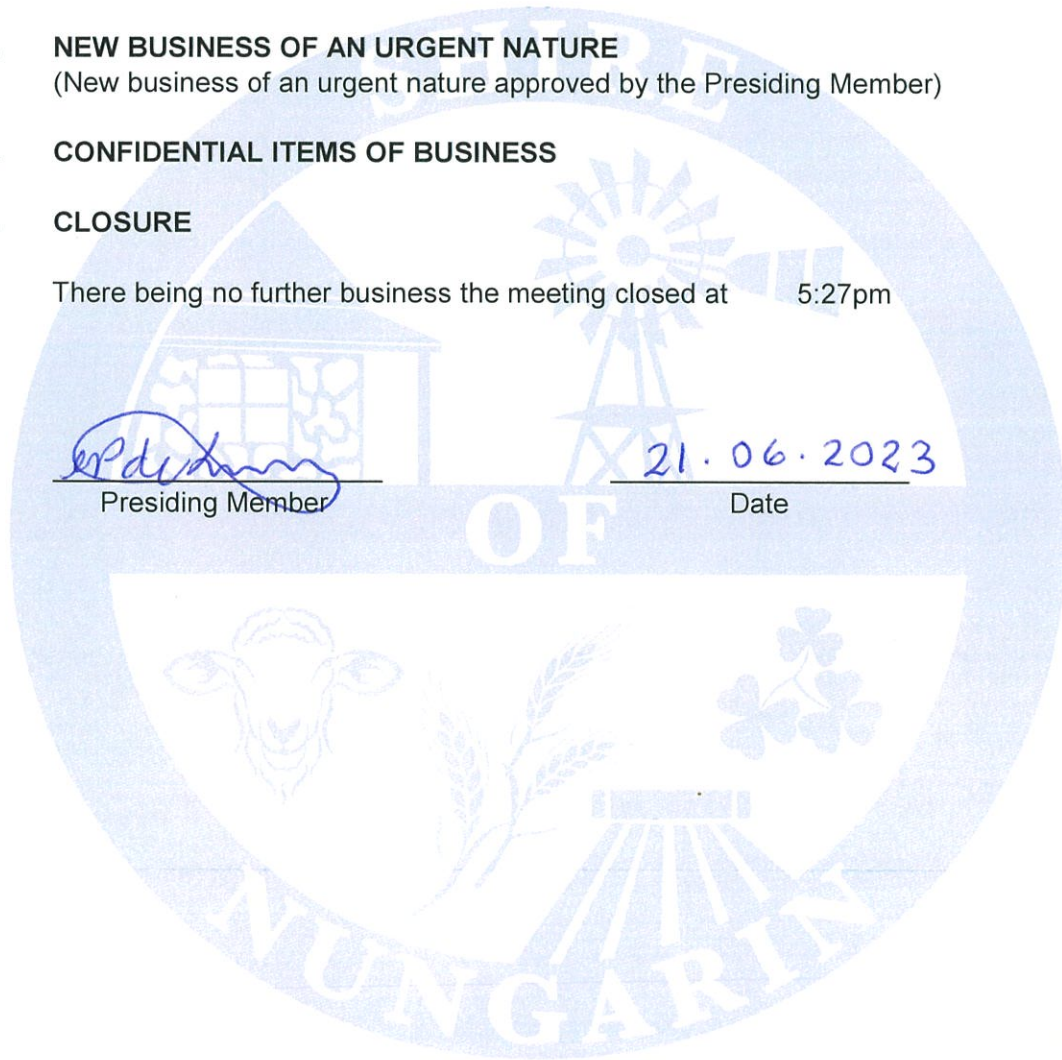 NEW BUSINESS OF AN URGENT NATURE
(New business of an urgent nature approved by the Presiding Member)
CONFIDENTIAL ITEMS OF BUSINESS
CLOSURE
There being no further business the meeting closed at 5:27pm
21. 06. 2023
Presiding Member Date
SHIRE
OF
NUNGARIN